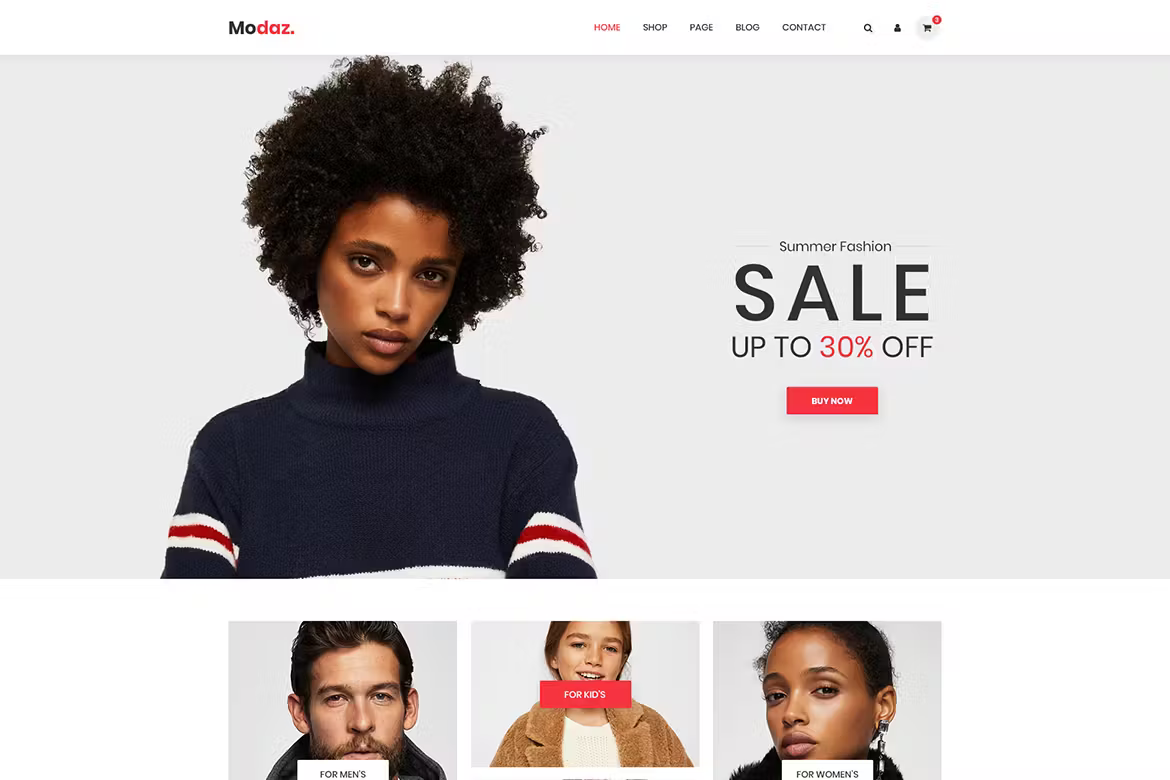 Modaz.
HOME SHOP PAGE BLOG CONTACT
3
Summer Fashion
SALE
UP TO 30% OFF
BUY NOW
FOR KID'S
FOR MEN'S
FOR WOMEN'S